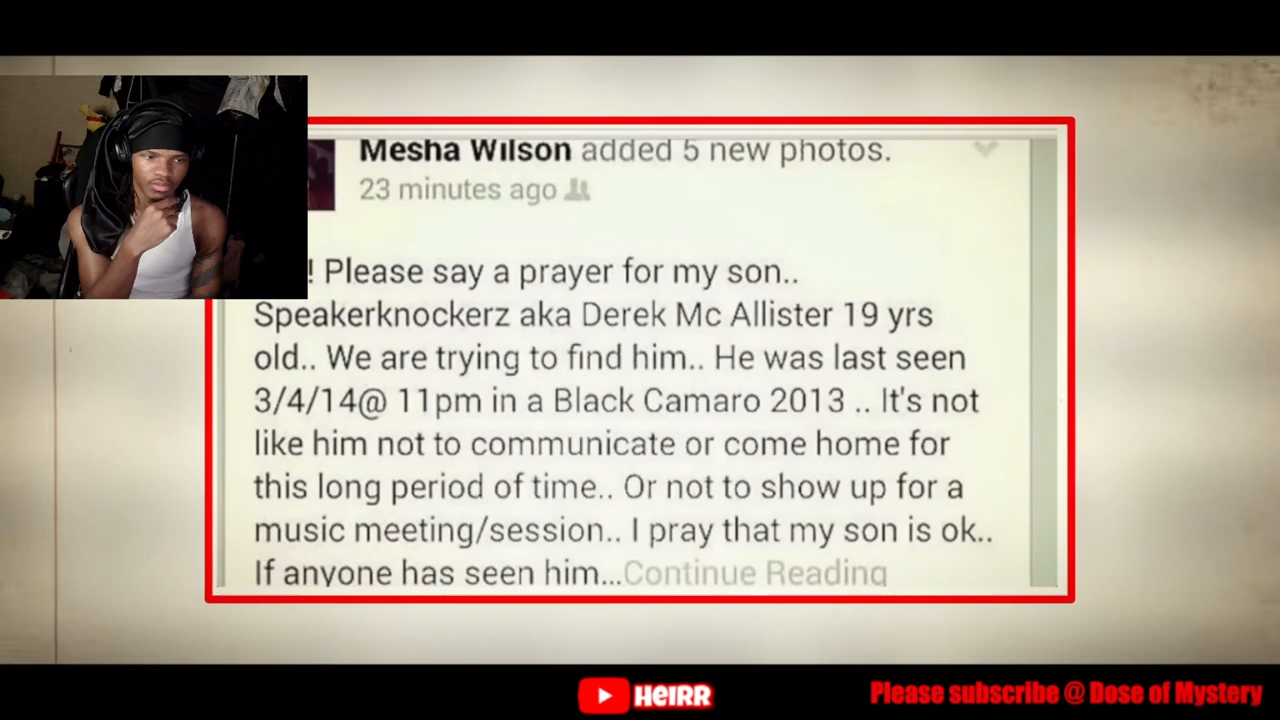 Mesha Wilson added 5 new photos.
23 minutes ago
! Please say a prayer for my son..
Speakerknockerz aka Derek Mc Allister 19 yrs
old.. We are trying to find him.. He was last seen
3/4/14@ 11pm in a Black Camaro 2013 .. It's not
like him not to communicate or come home for
this long period of time.. Or not to show up for a
music meeting/session.. I pray that my son is ok..
If anyone has seen him...Continue Reading
HEIRR
Please subscribe @ Dose of Mystery